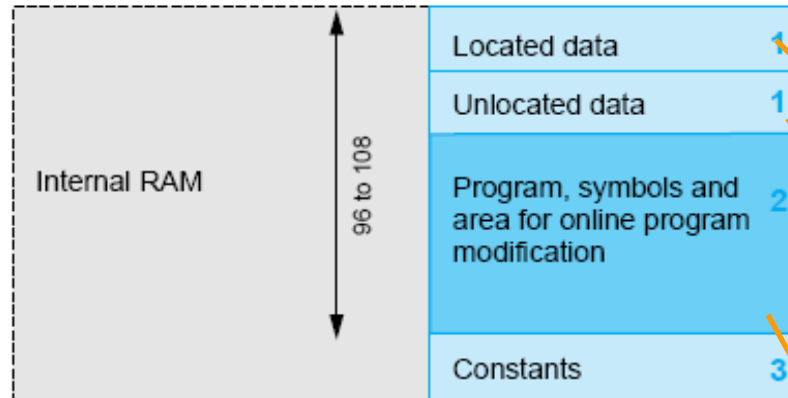 Located data 1
Unlocated data 1
Internal RAM
96 to 108
Program, symbols and 2
area for online program
modification
Constants 3